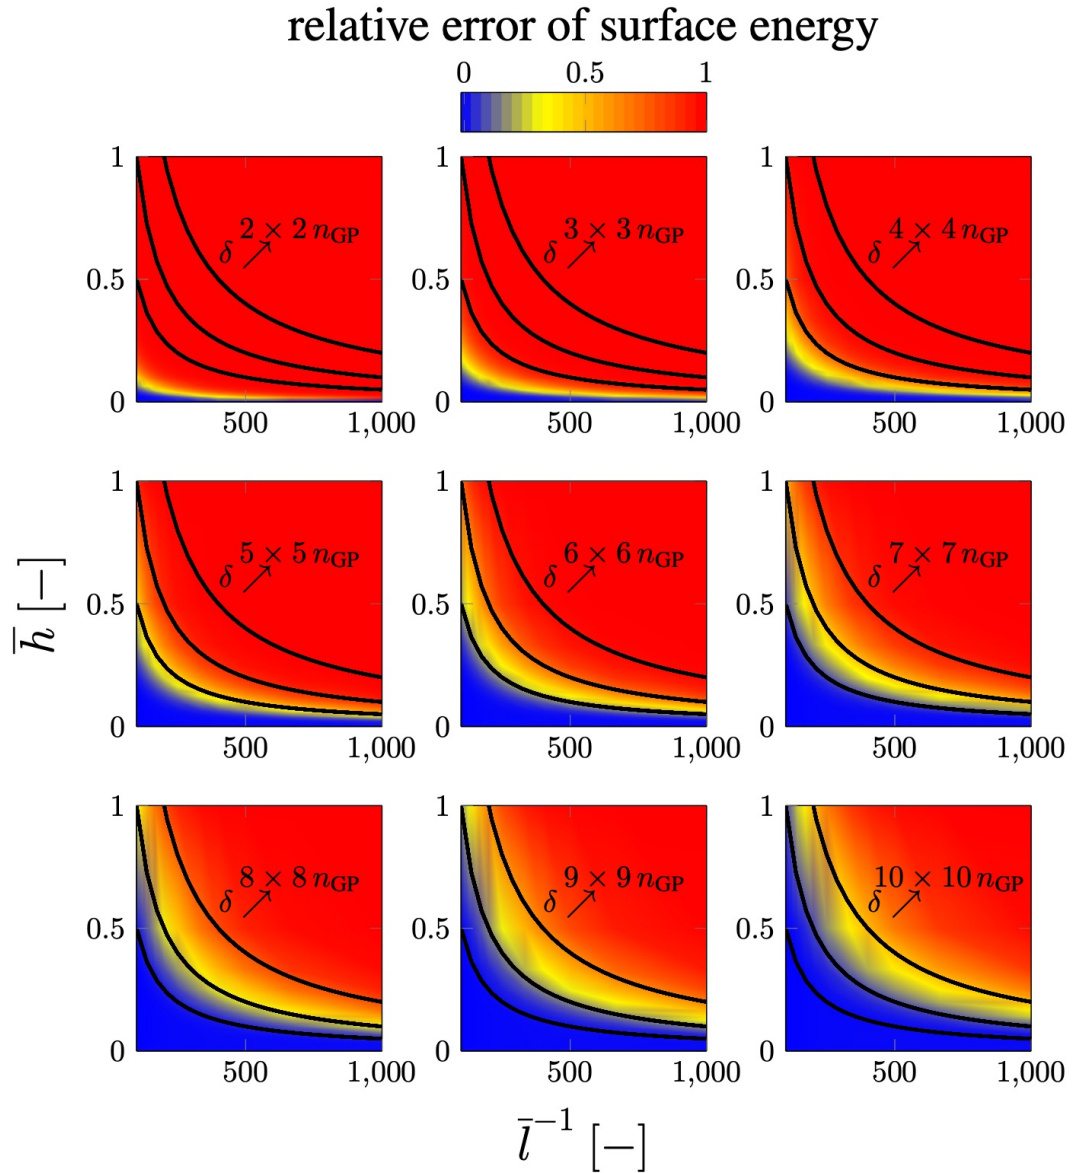 relative error of surface energy
0 0.5 1
1 1 1
2 × 2 n_GP 3 × 3 n_GP 4 × 4 n_GP
δ δ δ
0.5 0.5 0.5
0 0 0
500 1,000 500 1,000 500 1,000
1 1 1
5 × 5 n_GP 6 × 6 n_GP 7 × 7 n_GP
δ δ δ
0.5 0.5 0.5
0 0 0
500 1,000 500 1,000 500 1,000
h̅ [−]
1 1 1
8 × 8 n_GP 9 × 9 n_GP 10 × 10 n_GP
δ δ δ
0.5 0.5 0.5
0 0 0
500 1,000 500 1,000 500 1,000
l̅⁻¹ [−]